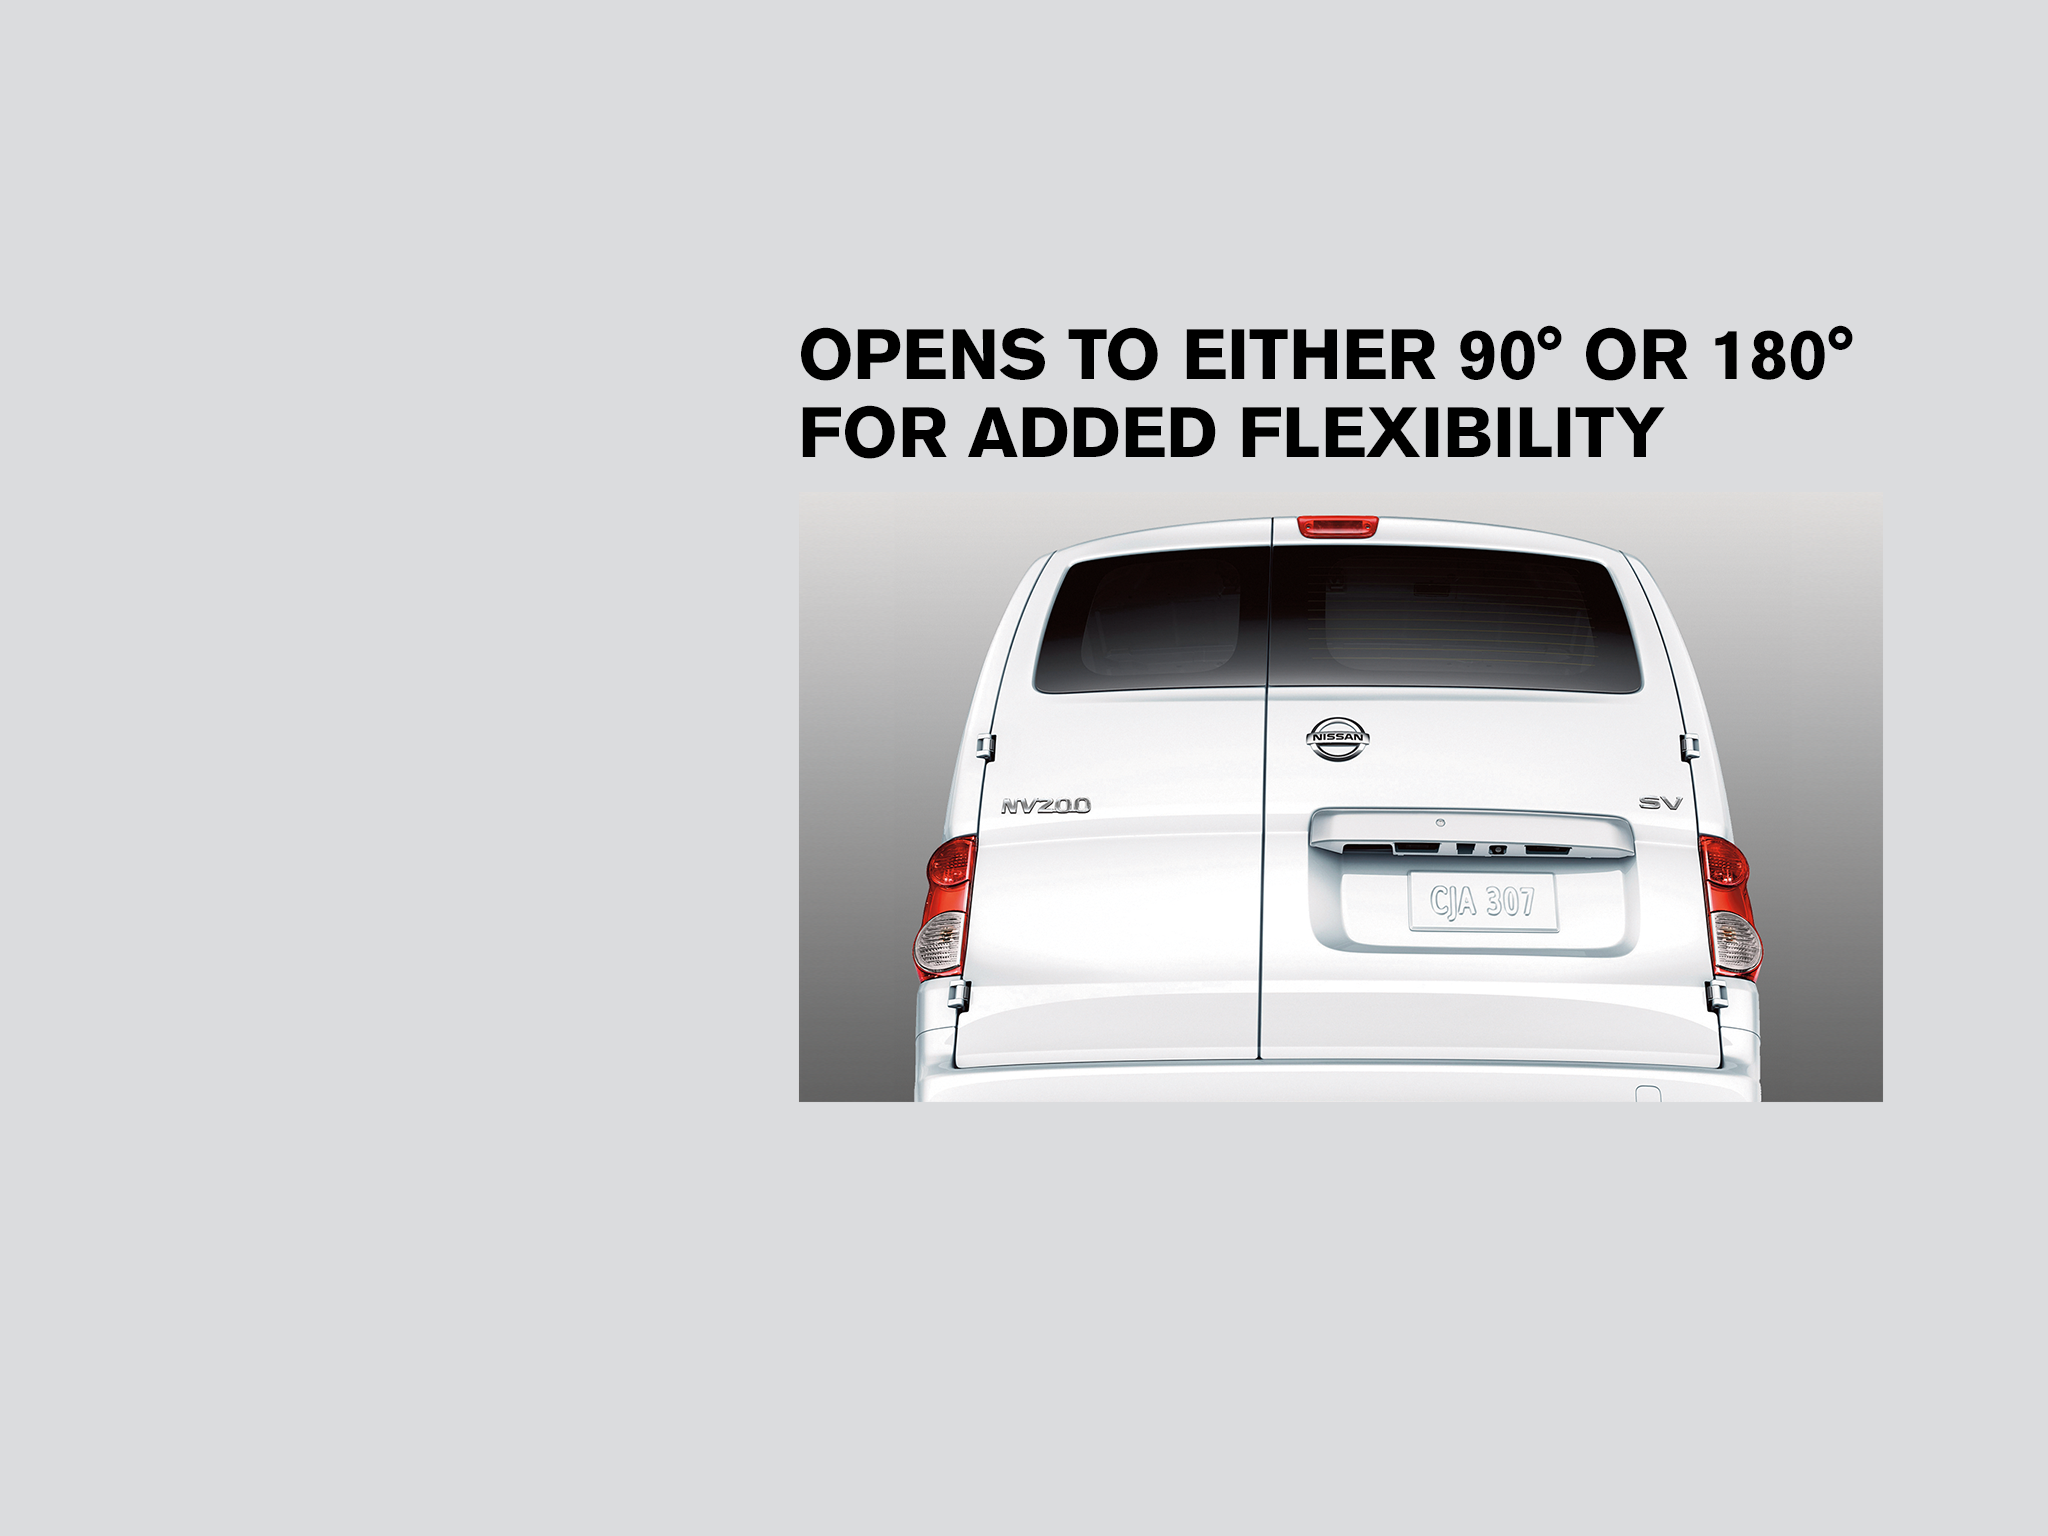 OPENS TO EITHER 90° OR 180°
FOR ADDED FLEXIBILITY
NISSAN
NV200
SV
CJA 307